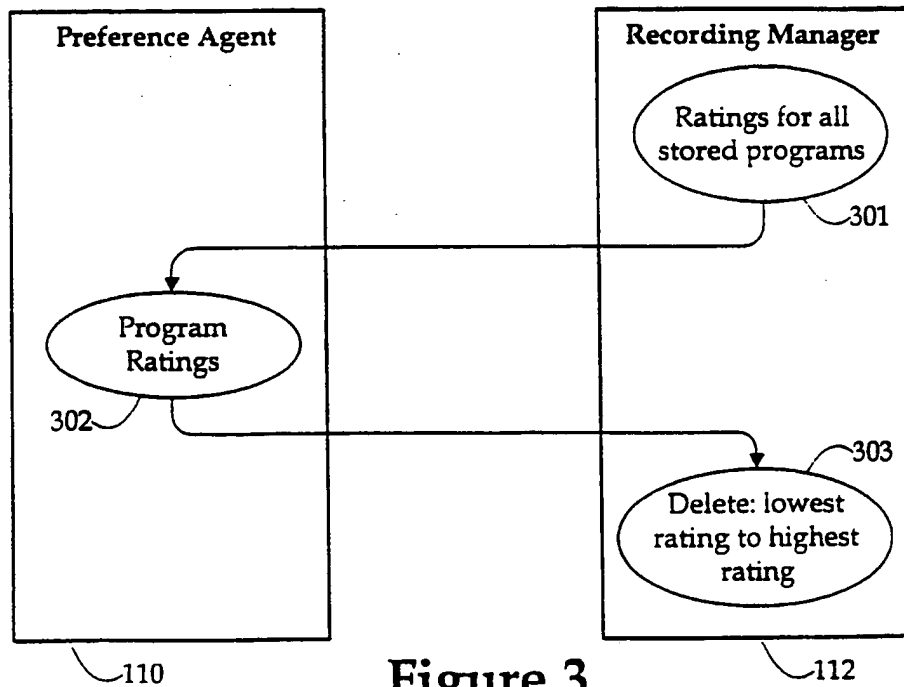 Preference Agent
Recording Manager
Ratings for all
stored programs
301
Program
Ratings
302
303
Delete: lowest
rating to highest
rating
110
112
Figure 3